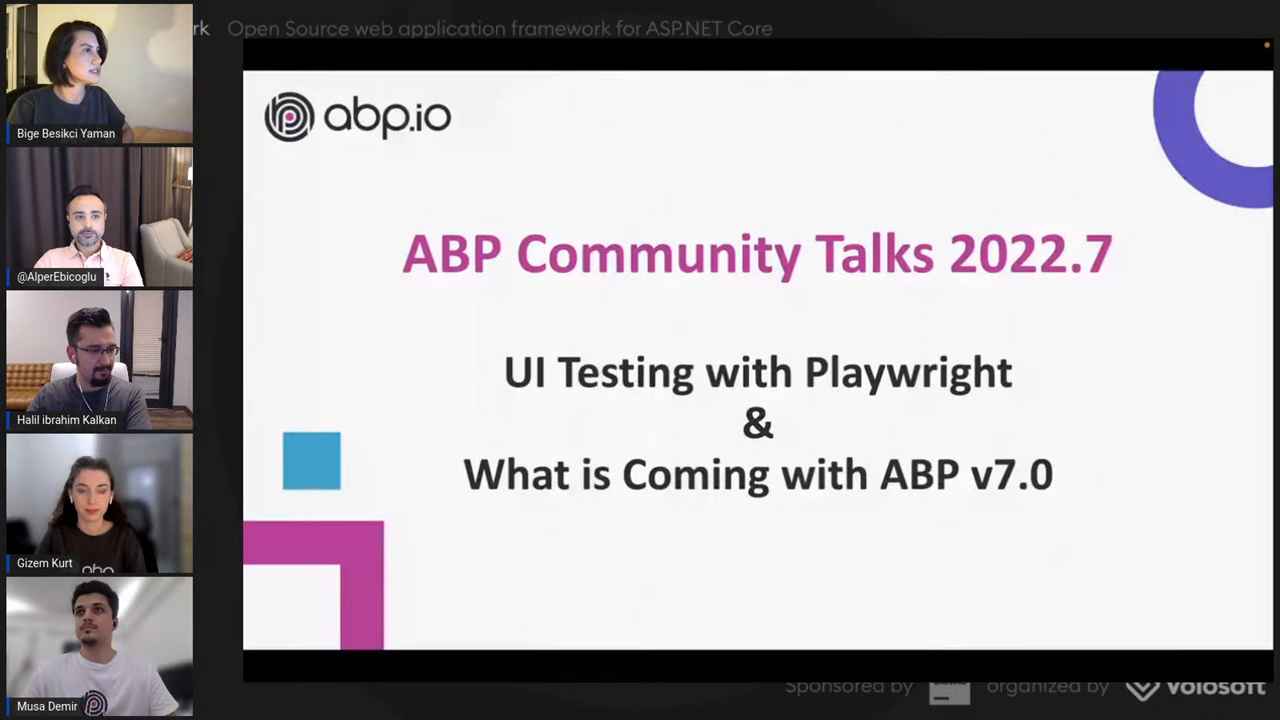 rk Open Source web application framework for ASP.NET Core
Bige Besikci Yaman
@AlperEbicoglu
Halil ibrahim Kalkan
Gizem Kurt
abp
Musa Demir
abp.io
ABP Community Talks 2022.7
UI Testing with Playwright
&
What is Coming with ABP v7.0
Sponsored by
organized by
Volosoft